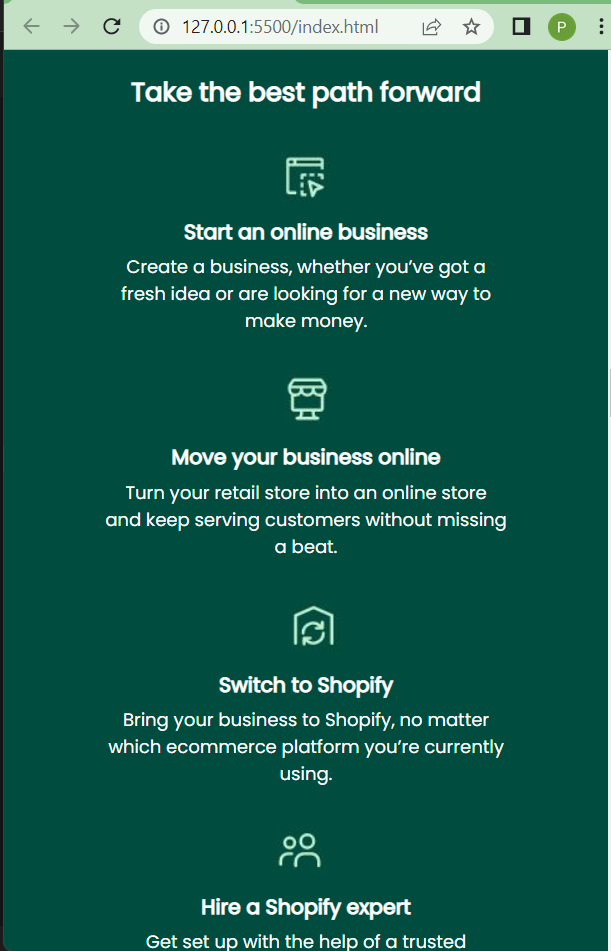 127.0.0.1:5500/index.html
P
Take the best path forward
Start an online business
Create a business, whether you’ve got a
fresh idea or are looking for a new way to
make money.
Move your business online
Turn your retail store into an online store
and keep serving customers without missing
a beat.
Switch to Shopify
Bring your business to Shopify, no matter
which ecommerce platform you’re currently
using.
Hire a Shopify expert
Get set up with the help of a trusted